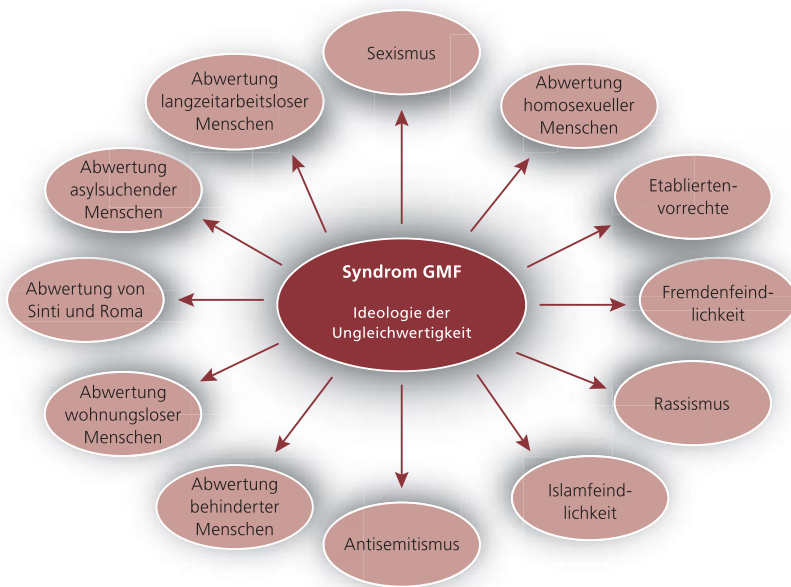 Sexismus
Abwertung
homosexueller
Menschen
Etablierten-
vorrechte
Fremdenfeind-
lichkeit
Rassismus
Islamfeind-
lichkeit
Antisemitismus
Abwertung
behinderter
Menschen
Abwertung
wohnungsloser
Menschen
Abwertung von
Sinti und Roma
Abwertung
asylsuchender
Menschen
Abwertung
langzeitarbeitsloser
Menschen
Syndrom GMF
Ideologie der
Ungleichwertigkeit